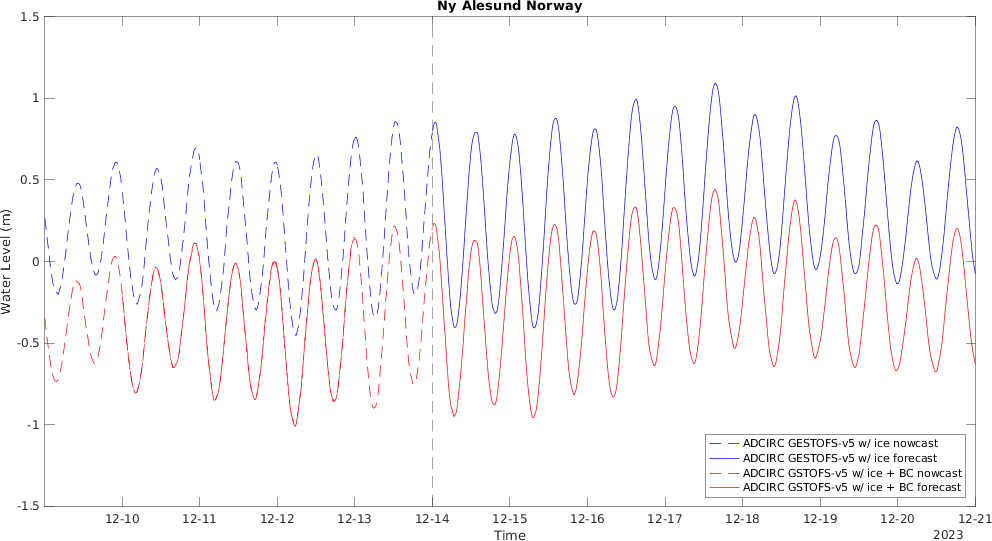 Ny Alesund Norway
1.5
1
0.5
0
-0.5
-1
-1.5
Water Level (m)
12-10 12-11 12-12 12-13 12-14 12-15 12-16 12-17 12-18 12-19 12-20 12-21
Time
2023
ADCIRC GESTOFS-v5 w/ ice nowcast
ADCIRC GESTOFS-v5 w/ ice forecast
ADCIRC GSTOFS-v5 w/ ice + BC nowcast
ADCIRC GSTOFS-v5 w/ ice + BC forecast